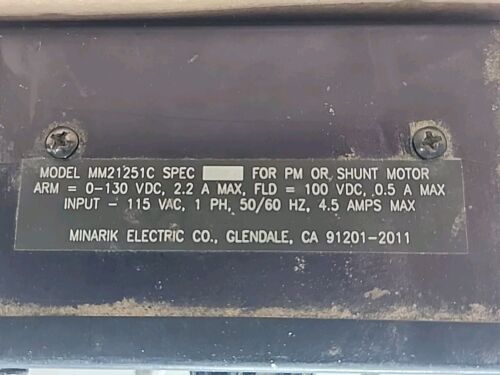 MODEL MM21251C SPEC FOR PM OR SHUNT MOTOR
ARM = 0-130 VDC, 2.2 A MAX, FLD = 100 VDC, 0.5 A MAX
INPUT - 115 VAC, 1 PH, 50/60 HZ, 4.5 AMPS MAX
MINARIK ELECTRIC CO., GLENDALE, CA 91201-2011